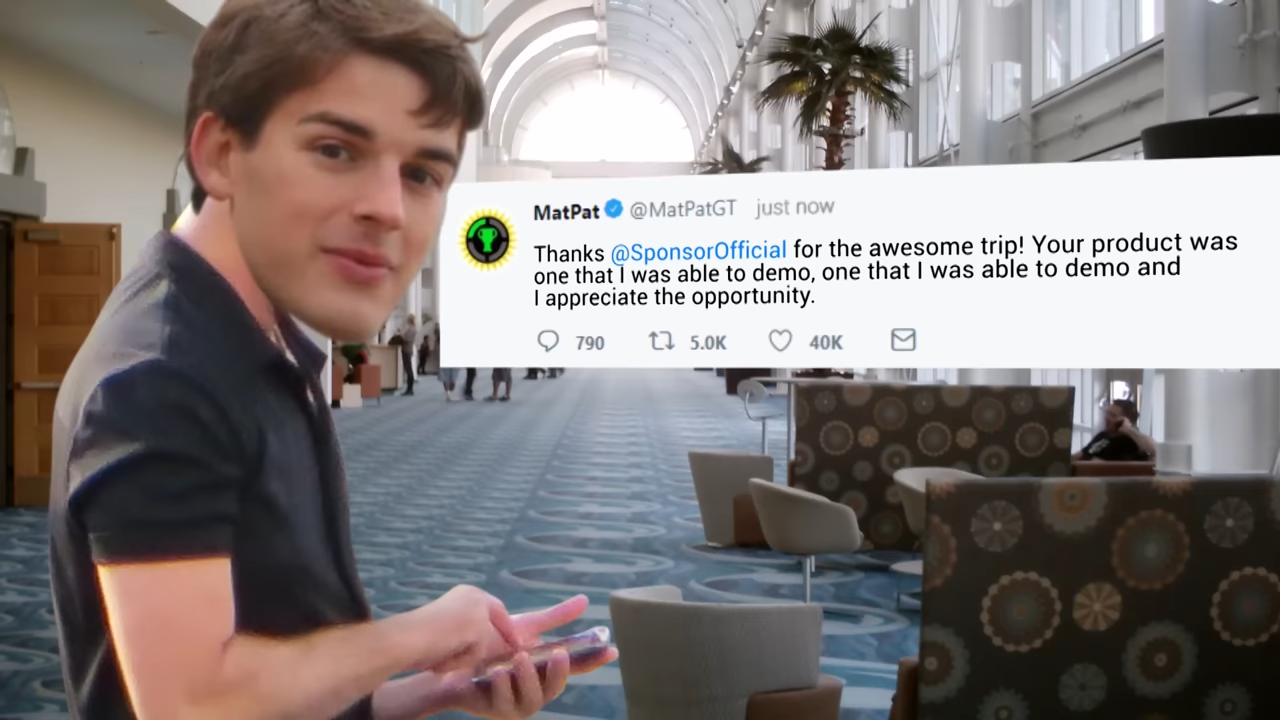 MatPat @MatPatGT just now
Thanks @SponsorOfficial for the awesome trip! Your product was
one that I was able to demo, one that I was able to demo and
I appreciate the opportunity.
790 5.0K 40K